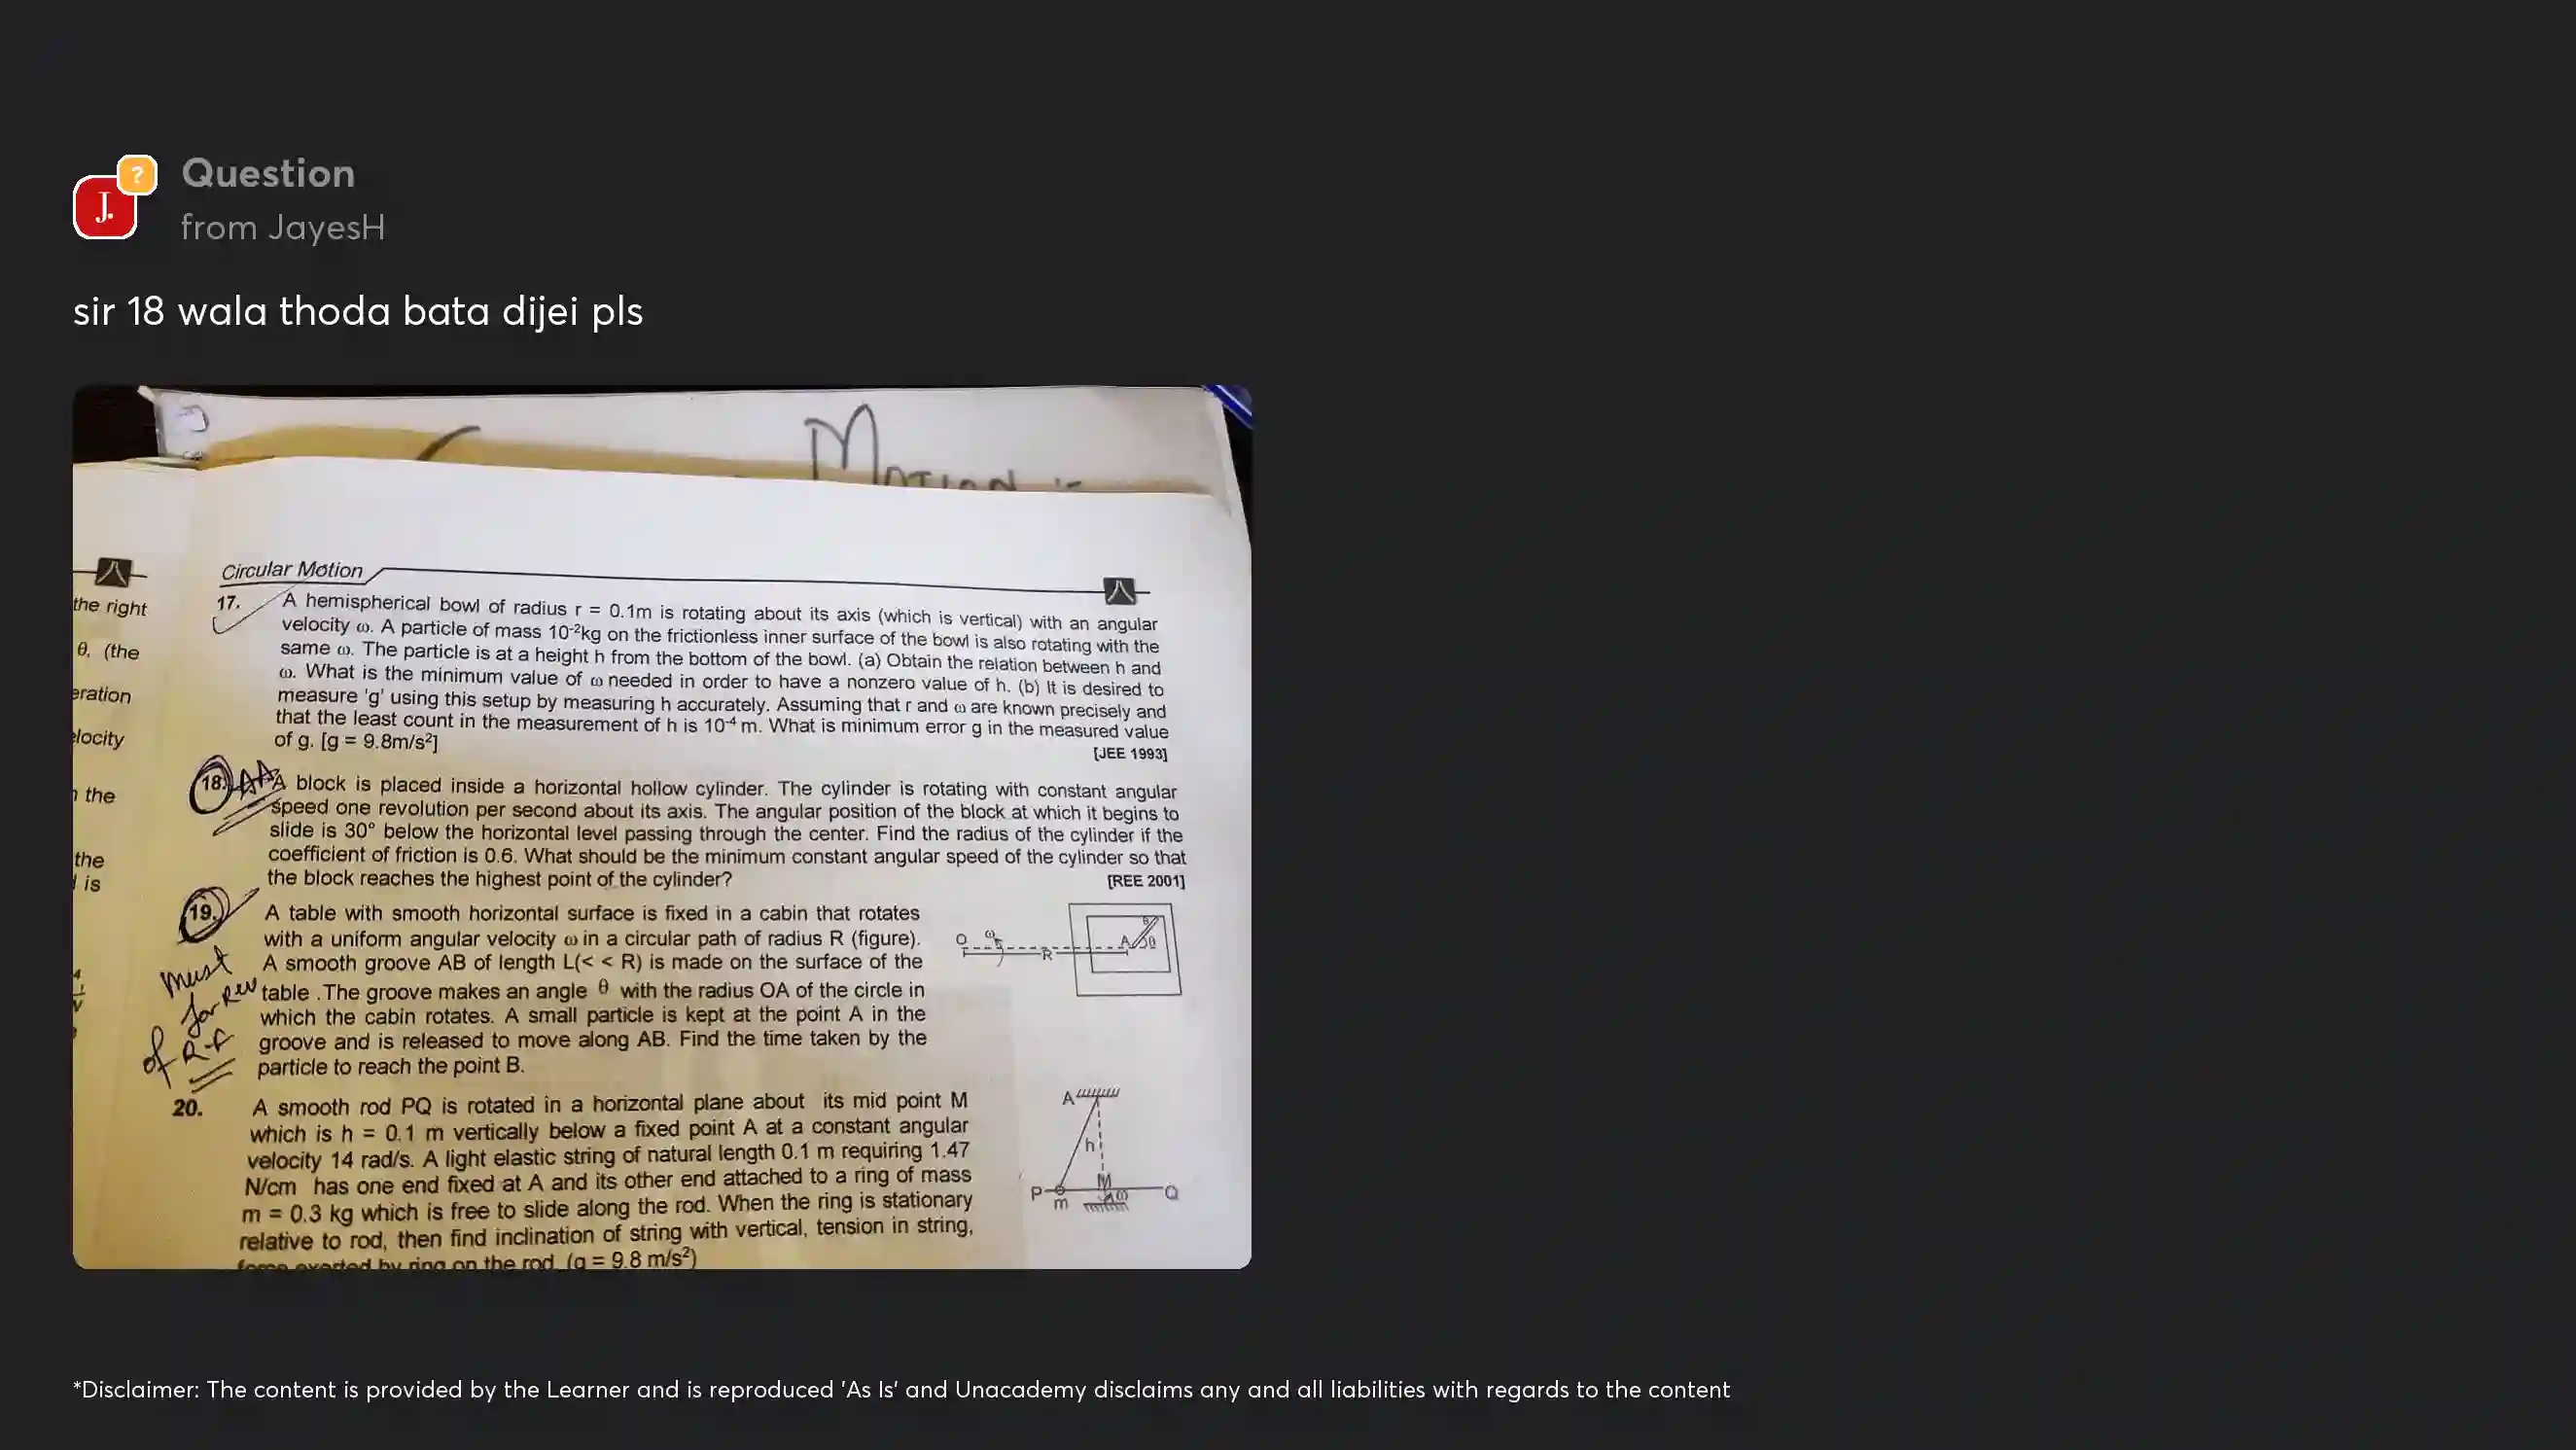 ?
J.
Question
from JayesH
sir 18 wala thoda bata dijei pls
MOTION :-
Circular Motion
the right
θ, (the
eration
elocity
n the
the
is
17. A hemispherical bowl of radius r = 0.1m is rotating about its axis (which is vertical) with an angular
velocity ω. A particle of mass 10⁻²kg on the frictionless inner surface of the bowl is also rotating with the
same ω. The particle is at a height h from the bottom of the bowl. (a) Obtain the relation between h and
ω. What is the minimum value of ω needed in order to have a nonzero value of h. (b) It is desired to
measure 'g' using this setup by measuring h accurately. Assuming that r and ω are known precisely and
that the least count in the measurement of h is 10⁻⁴ m. What is minimum error g in the measured value
of g. [g = 9.8m/s²]
[JEE 1993]
18. AA A block is placed inside a horizontal hollow cylinder. The cylinder is rotating with constant angular
speed one revolution per second about its axis. The angular position of the block at which it begins to
slide is 30° below the horizontal level passing through the center. Find the radius of the cylinder if the
coefficient of friction is 0.6. What should be the minimum constant angular speed of the cylinder so that
the block reaches the highest point of the cylinder?
[REE 2001]
19. A table with smooth horizontal surface is fixed in a cabin that rotates
with a uniform angular velocity ω in a circular path of radius R (figure).
A smooth groove AB of length L(< < R) is made on the surface of the
table .The groove makes an angle θ with the radius OA of the circle in
which the cabin rotates. A small particle is kept at the point A in the
groove and is released to move along AB. Find the time taken by the
particle to reach the point B.
O ω R A B θ
Must
for Rev
of R.F
20. A smooth rod PQ is rotated in a horizontal plane about its mid point M
which is h = 0.1 m vertically below a fixed point A at a constant angular
velocity 14 rad/s. A light elastic string of natural length 0.1 m requiring 1.47
N/cm has one end fixed at A and its other end attached to a ring of mass
m = 0.3 kg which is free to slide along the rod. When the ring is stationary
relative to rod, then find inclination of string with vertical, tension in string,
force exerted by ring on the rod. (g = 9.8 m/s²)
A
h
P m M ω Q
*Disclaimer: The content is provided by the Learner and is reproduced 'As Is' and Unacademy disclaims any and all liabilities with regards to the content